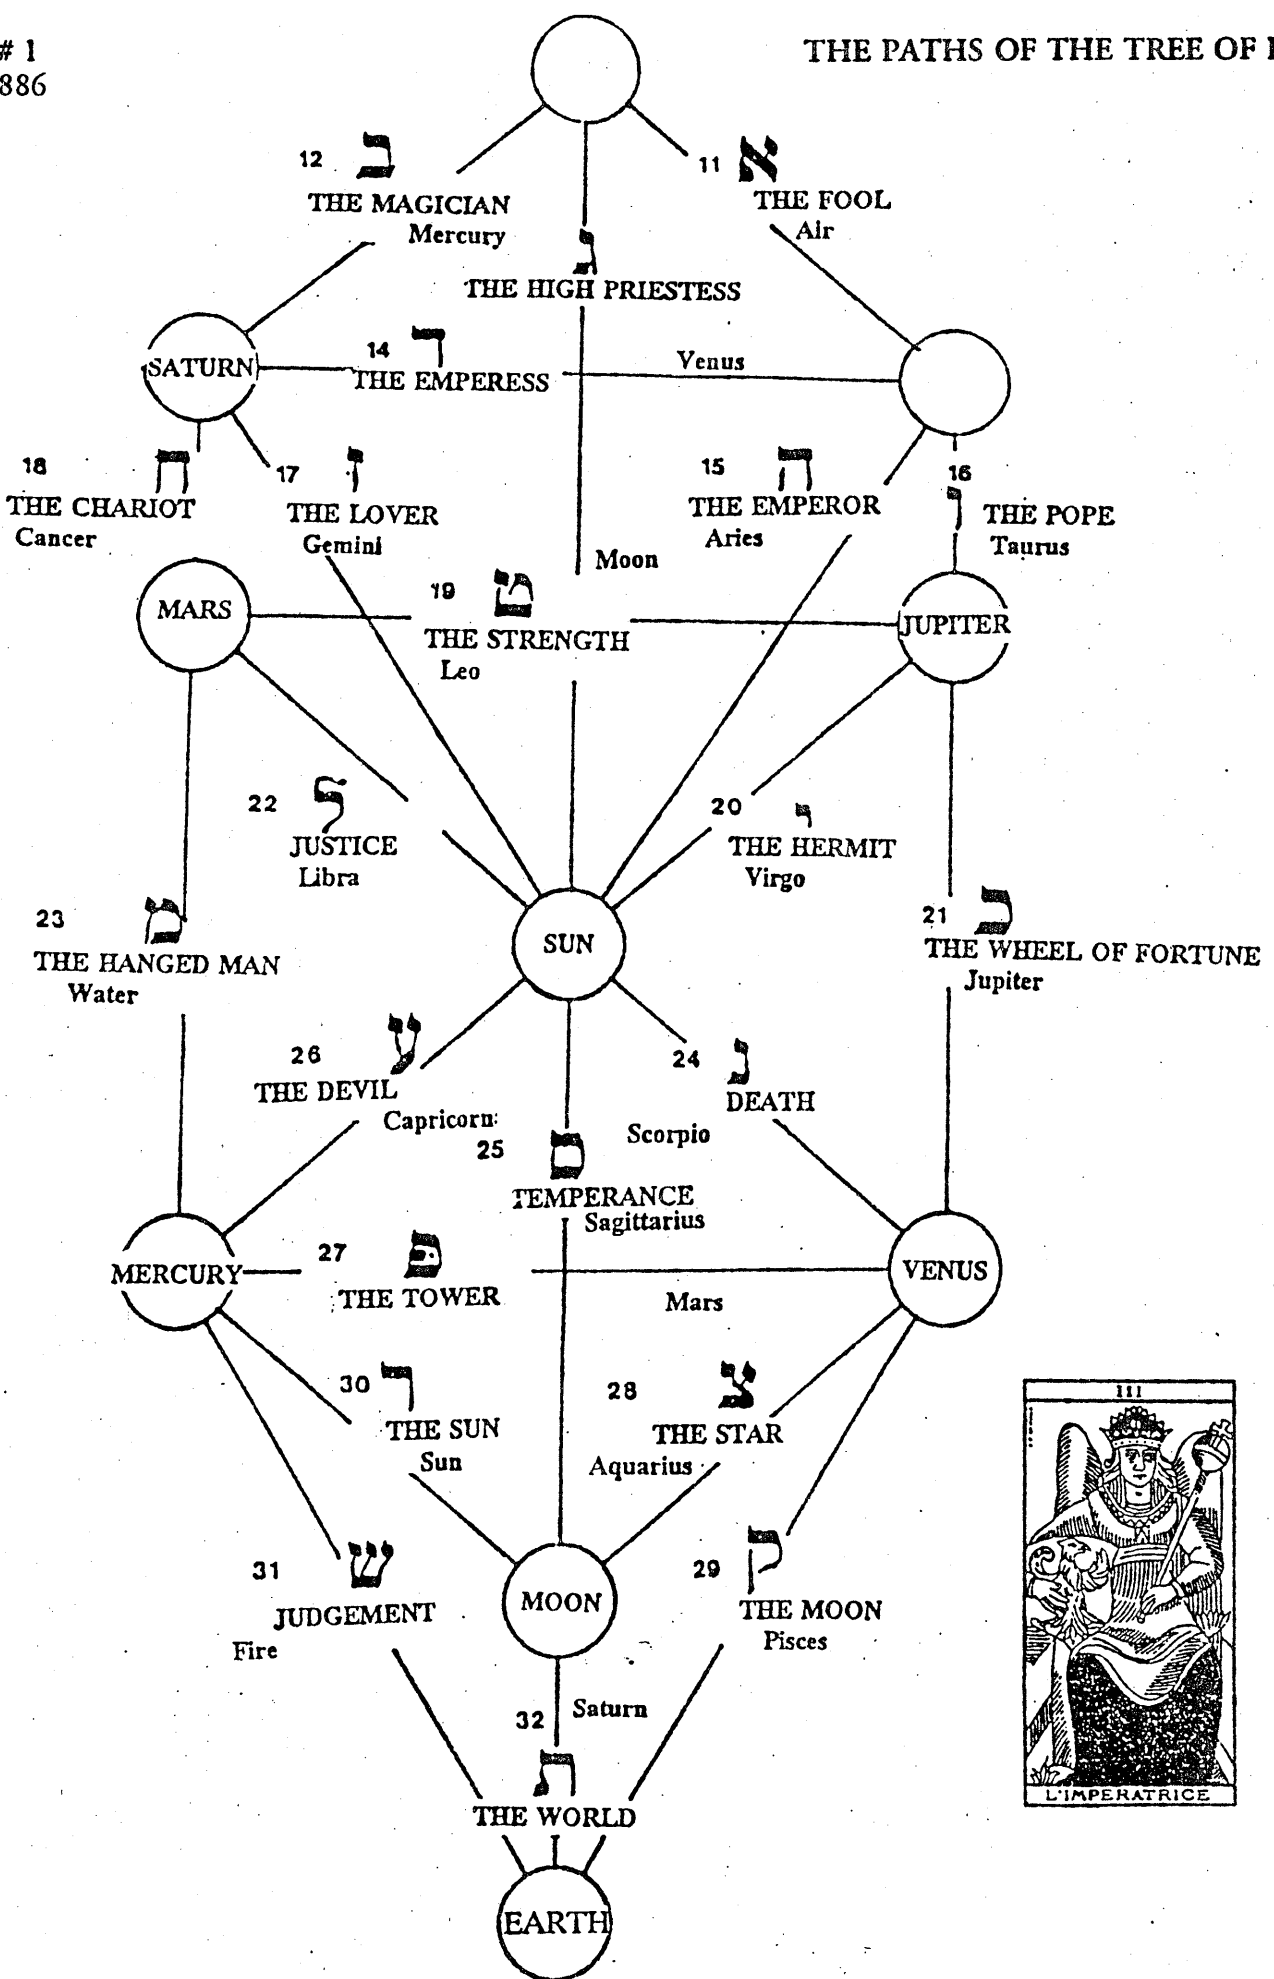 # 1
THE PATHS OF THE TREE OF
886
12 ב
11 א
THE MAGICIAN
Mercury
THE FOOL
Air
ג
THE HIGH PRIESTESS
14 ד
Venus
SATURN
THE EMPERESS
18 ח
17 ז
15 ה
16
ו
THE CHARIOT
Cancer
THE LOVER
Gemini
THE EMPEROR
Aries
THE POPE
Taurus
Moon
19 ט
MARS
JUPITER
THE STRENGTH
Leo
22 ל
20 י
JUSTICE
Libra
THE HERMIT
Virgo
23 מ
21 כ
THE HANGED MAN
Water
SUN
THE WHEEL OF FORTUNE
Jupiter
26 ע
24 נ
THE DEVIL
Capricorn
DEATH
Scorpio
25 ס
TEMPERANCE
Sagittarius
27 פ
MERCURY
VENUS
THE TOWER
Mars
30 ר
28 צ
THE SUN
Sun
THE STAR
Aquarius
III
31 ש
29 ק
JUDGEMENT
Fire
MOON
THE MOON
Pisces
32 Saturn
ת
THE WORLD
L'IMPERATRICE
EARTH